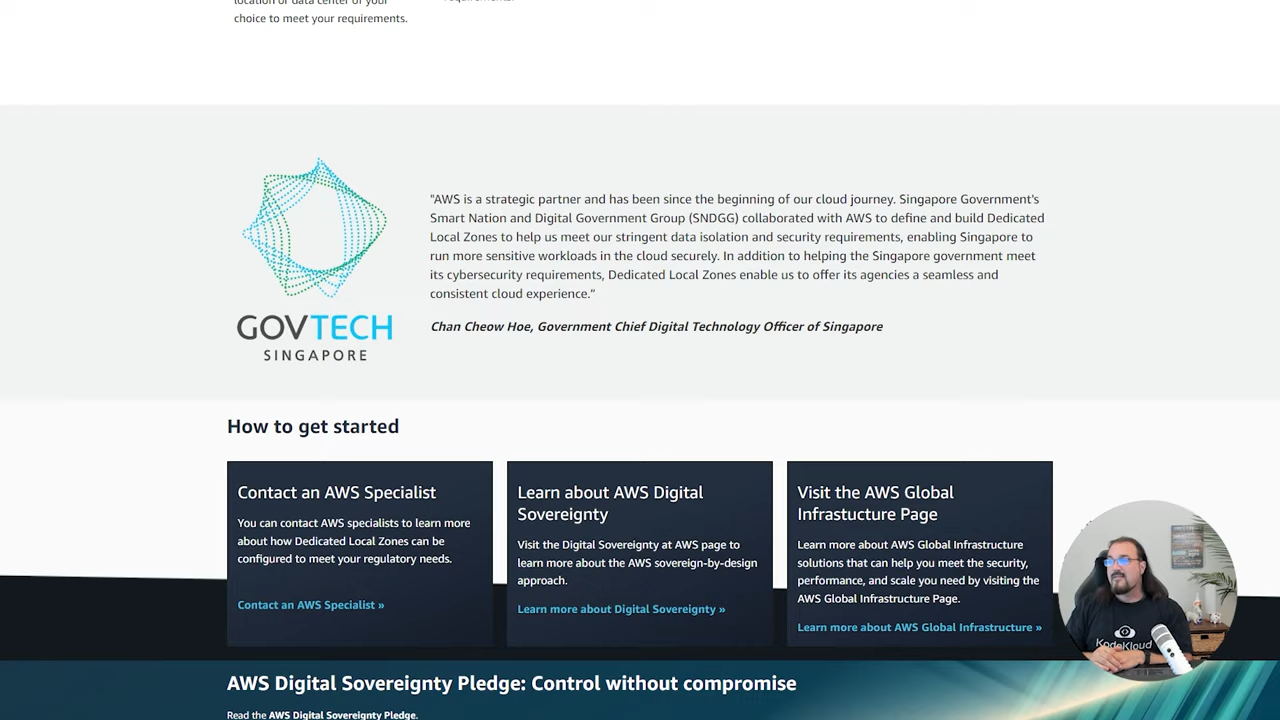 location or data center of your
choice to meet your requirements.
requirements.
"AWS is a strategic partner and has been since the beginning of our cloud journey. Singapore Government's
Smart Nation and Digital Government Group (SNDGG) collaborated with AWS to define and build Dedicated
Local Zones to help us meet our stringent data isolation and security requirements, enabling Singapore to
run more sensitive workloads in the cloud securely. In addition to helping the Singapore government meet
its cybersecurity requirements, Dedicated Local Zones enable us to offer its agencies a seamless and
consistent cloud experience."
Chan Cheow Hoe, Government Chief Digital Technology Officer of Singapore
GOVTECH
SINGAPORE
How to get started
Contact an AWS Specialist
You can contact AWS specialists to learn more
about how Dedicated Local Zones can be
configured to meet your regulatory needs.
Contact an AWS Specialist »
Learn about AWS Digital
Sovereignty
Visit the Digital Sovereignty at AWS page to
learn more about the AWS sovereign-by-design
approach.
Learn more about Digital Sovereignty »
Visit the AWS Global
Infrastucture Page
Learn more about AWS Global Infrastructure
solutions that can help you meet the security,
performance, and scale you need by visiting the
AWS Global Infrastructure Page.
Learn more about AWS Global Infrastructure »
KodeKloud
AWS Digital Sovereignty Pledge: Control without compromise
Read the AWS Digital Sovereignty Pledge.